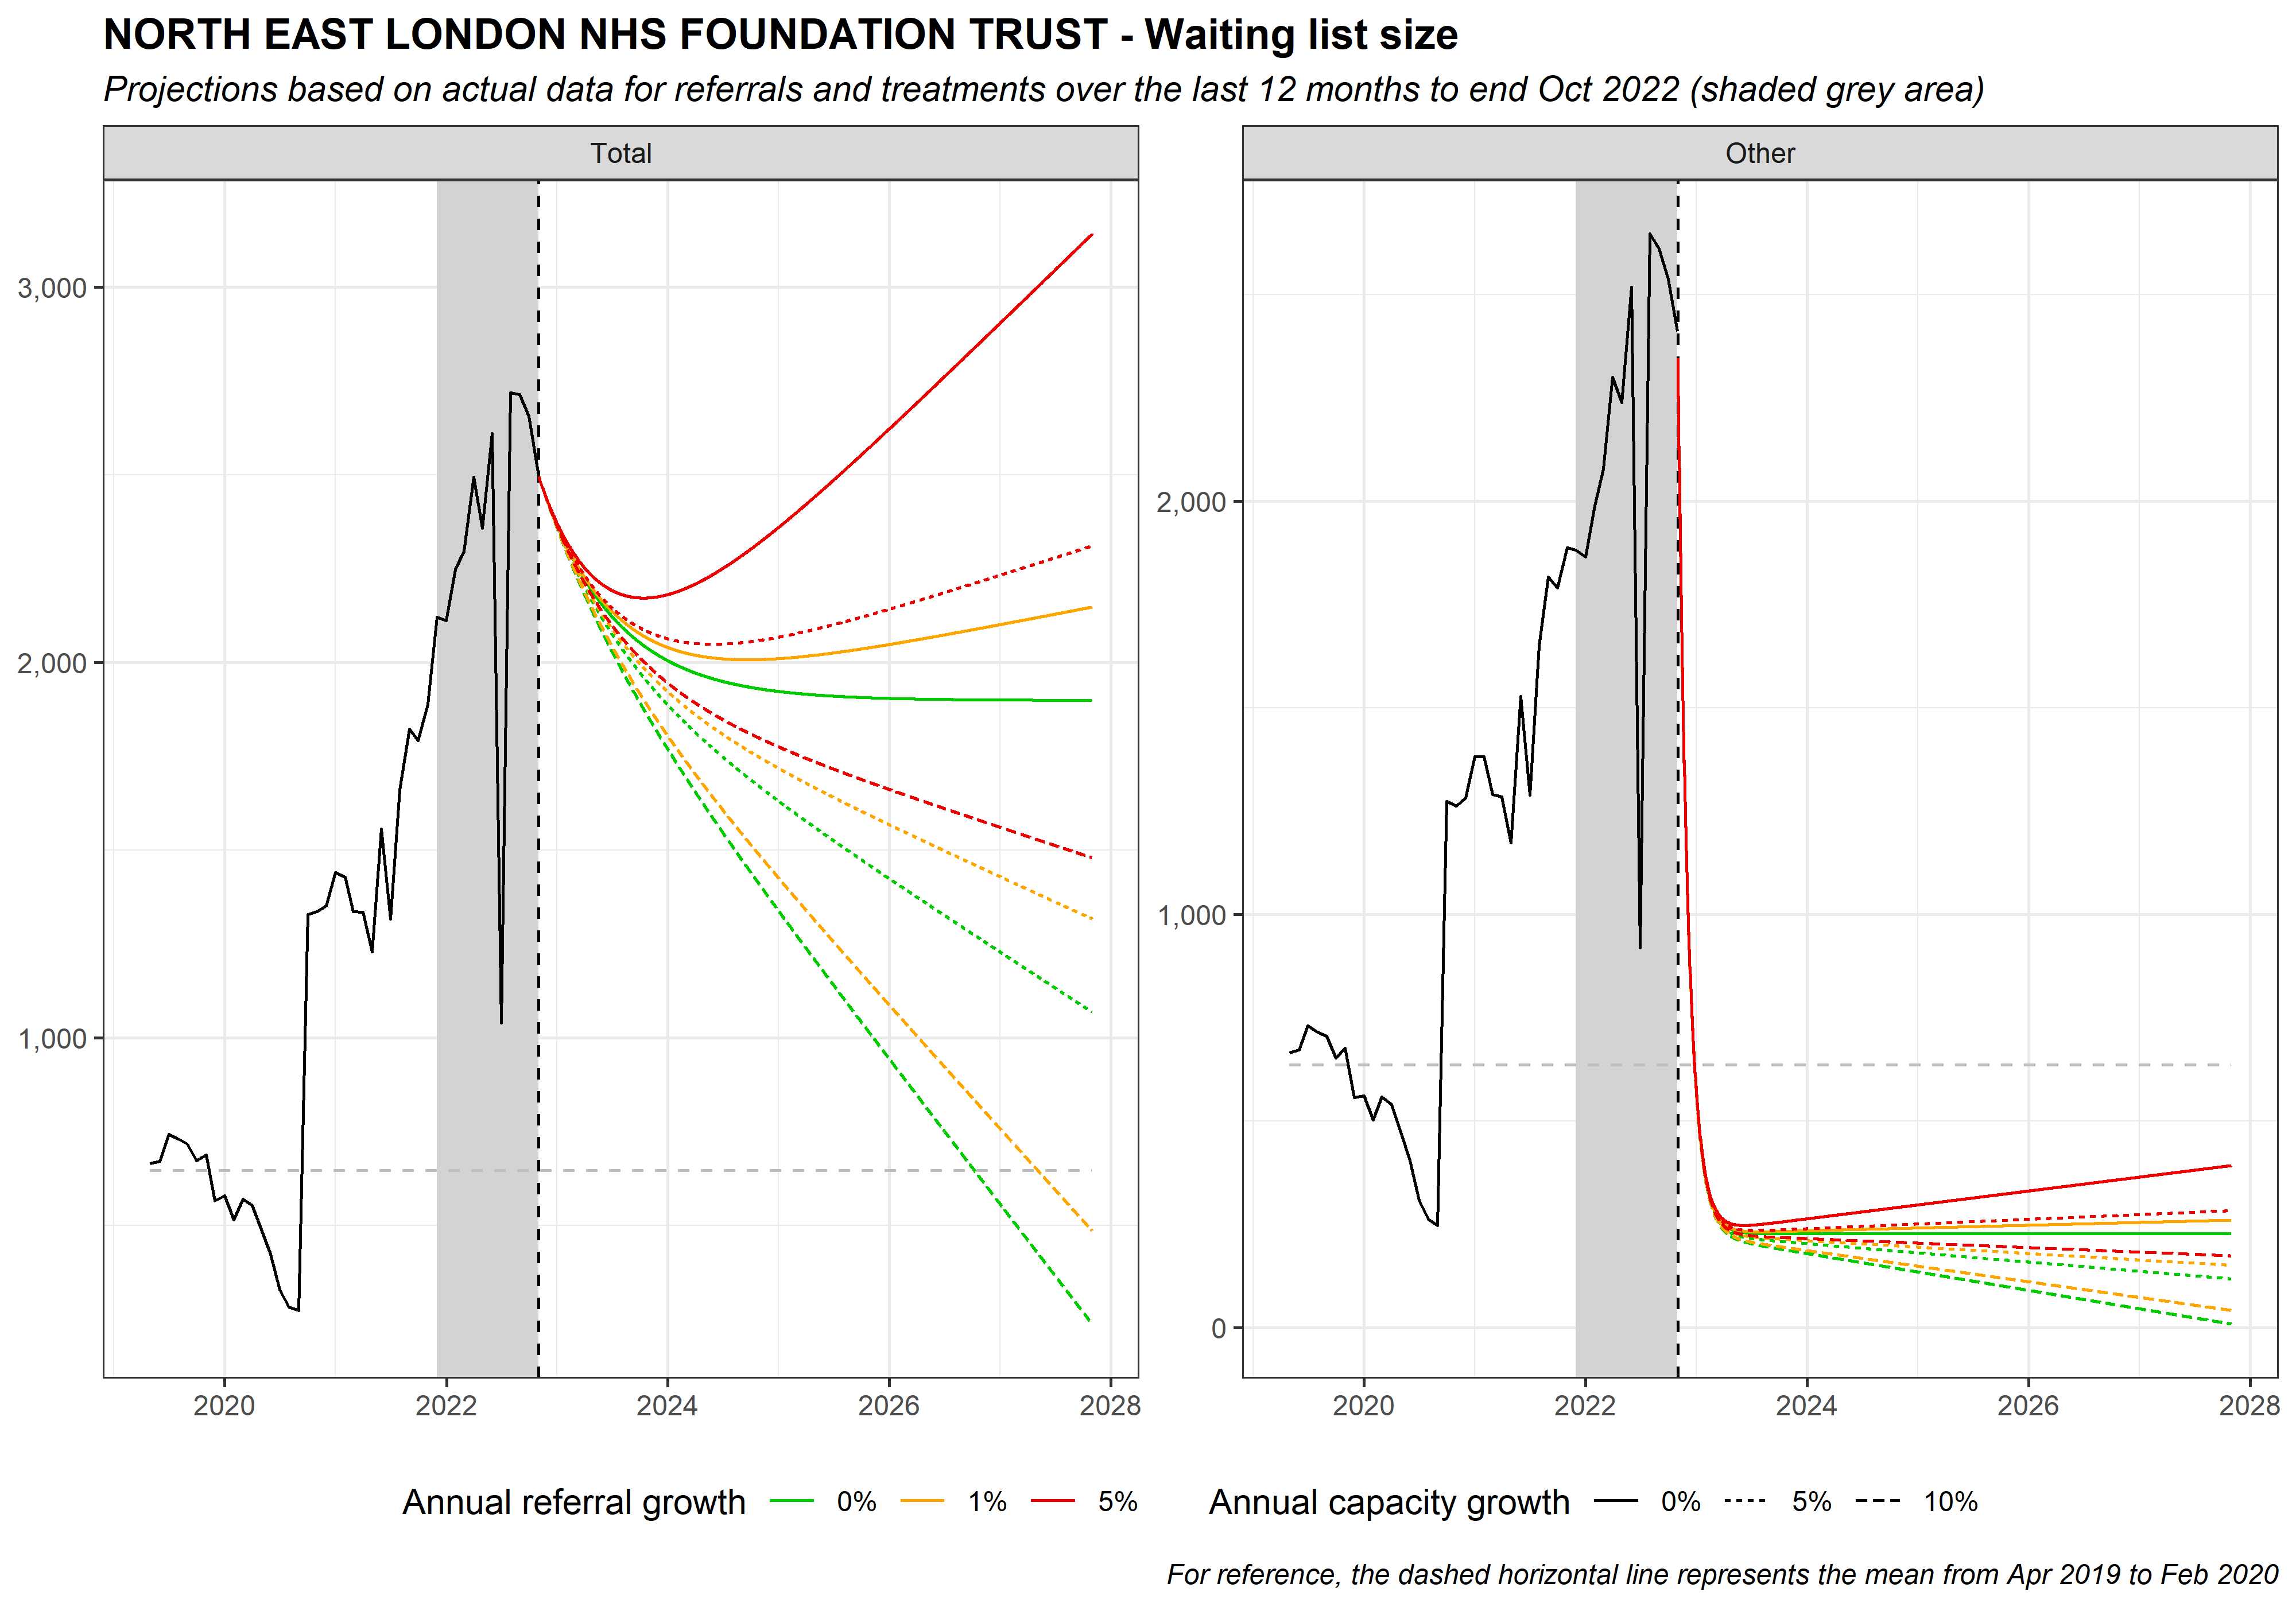 NORTH EAST LONDON NHS FOUNDATION TRUST - Waiting list size
Projections based on actual data for referrals and treatments over the last 12 months to end Oct 2022 (shaded grey area)
Total
3,000
2,000
1,000
2020 2022 2024 2026 2028
Other
2,000
1,000
0
2020 2022 2024 2026 2028
Annual referral growth 0% 1% 5%
Annual capacity growth 0% 5% 10%
For reference, the dashed horizontal line represents the mean from Apr 2019 to Feb 2020